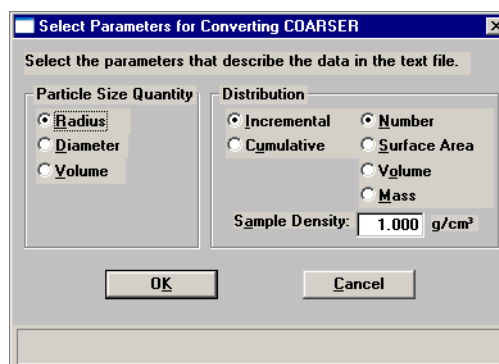 Select Parameters for Converting COARSER
Select the parameters that describe the data in the text file.
Particle Size Quantity
Radius
Diameter
Volume
Distribution
Incremental
Cumulative
Number
Surface Area
Volume
Mass
Sample Density: 1.000 g/cm³
OK
Cancel